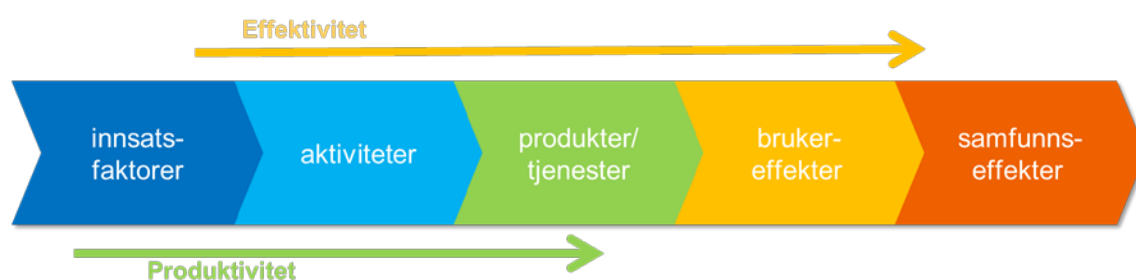 Effektivitet
innsats-
faktorer
aktiviteter
produkter/
tjenester
bruker-
effekter
samfunns-
effekter
Produktivitet